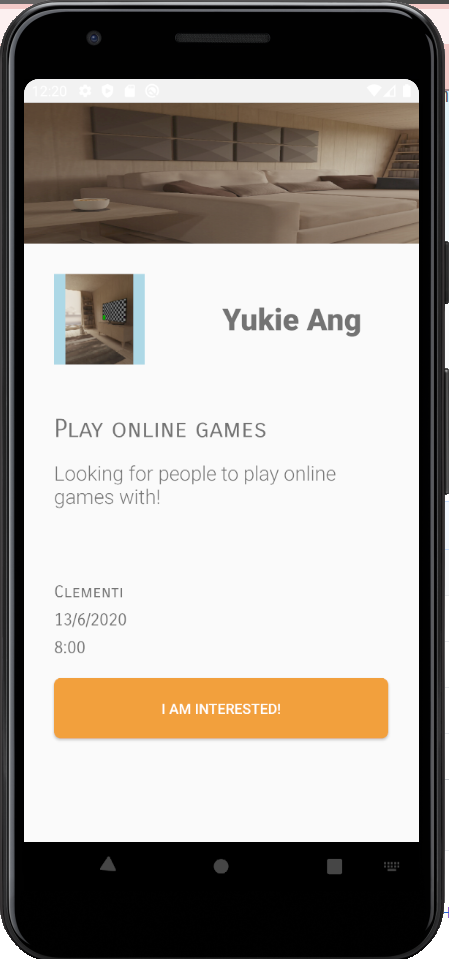 12:20
Yukie Ang
Play online games
Looking for people to play online
games with!
Clementi
13/6/2020
8:00
I AM INTERESTED!